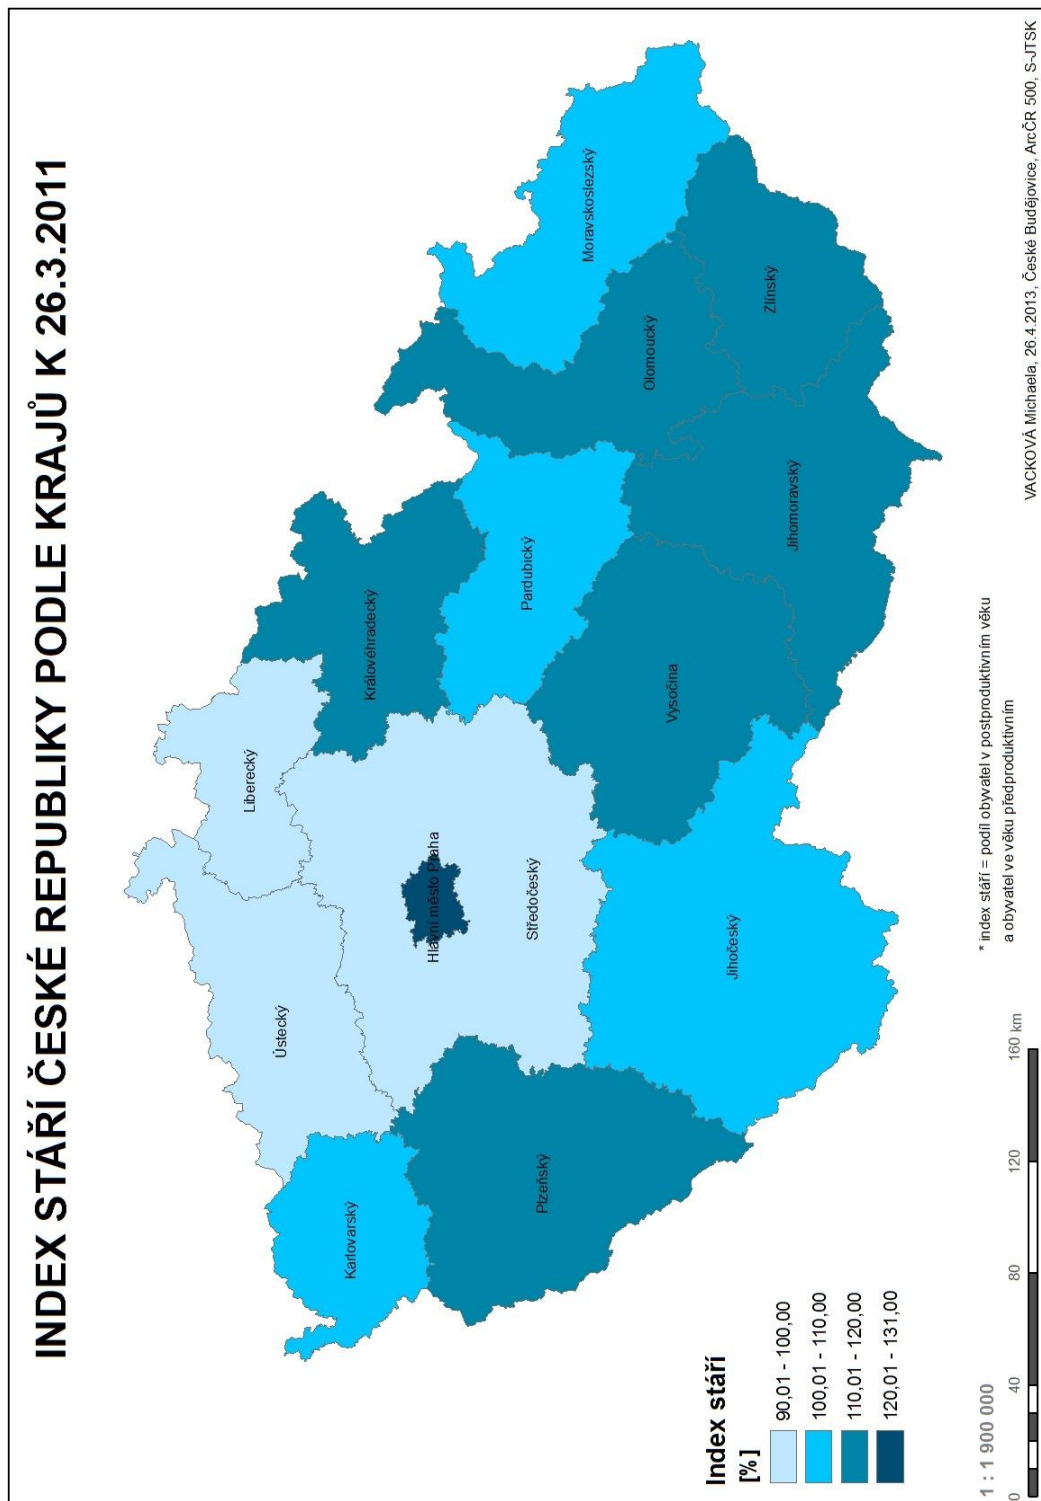 INDEX STÁŘÍ ČESKÉ REPUBLIKY PODLE KRAJŮ K 26.3.2011
Liberecký
Ústecký
Karlovarský
Královéhradecký
Hlavní město Praha
Středočeský
Pardubický
Plzeňský
Moravskoslezský
Olomoucký
Vysočina
Jihočeský
Zlínský
Jihomoravský
Index stáří
[%]
90,01 - 100,00
100,01 - 110,00
110,01 - 120,00
120,01 - 131,00
1 : 1 900 000
0 40 80 120 160 km
* index stáří = podíl obyvatel v postproduktivním věku
a obyvatel ve věku předproduktivním
VACKOVÁ Michaela, 26.4.2013, České Budějovice, ArcČR 500, S-JTSK